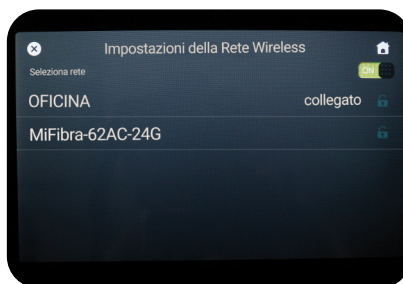 Impostazioni della Rete Wireless
Seleziona rete
ON
OFICINA collegato
MiFibra-62AC-24G